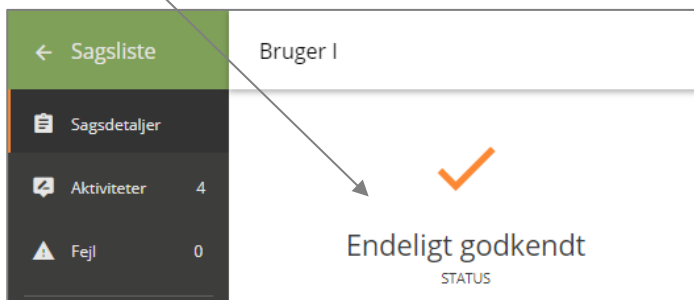 Sagsliste
Bruger I
Sagsdetaljer
Aktiviteter 4
Fejl 0
Endeligt godkendt
STATUS